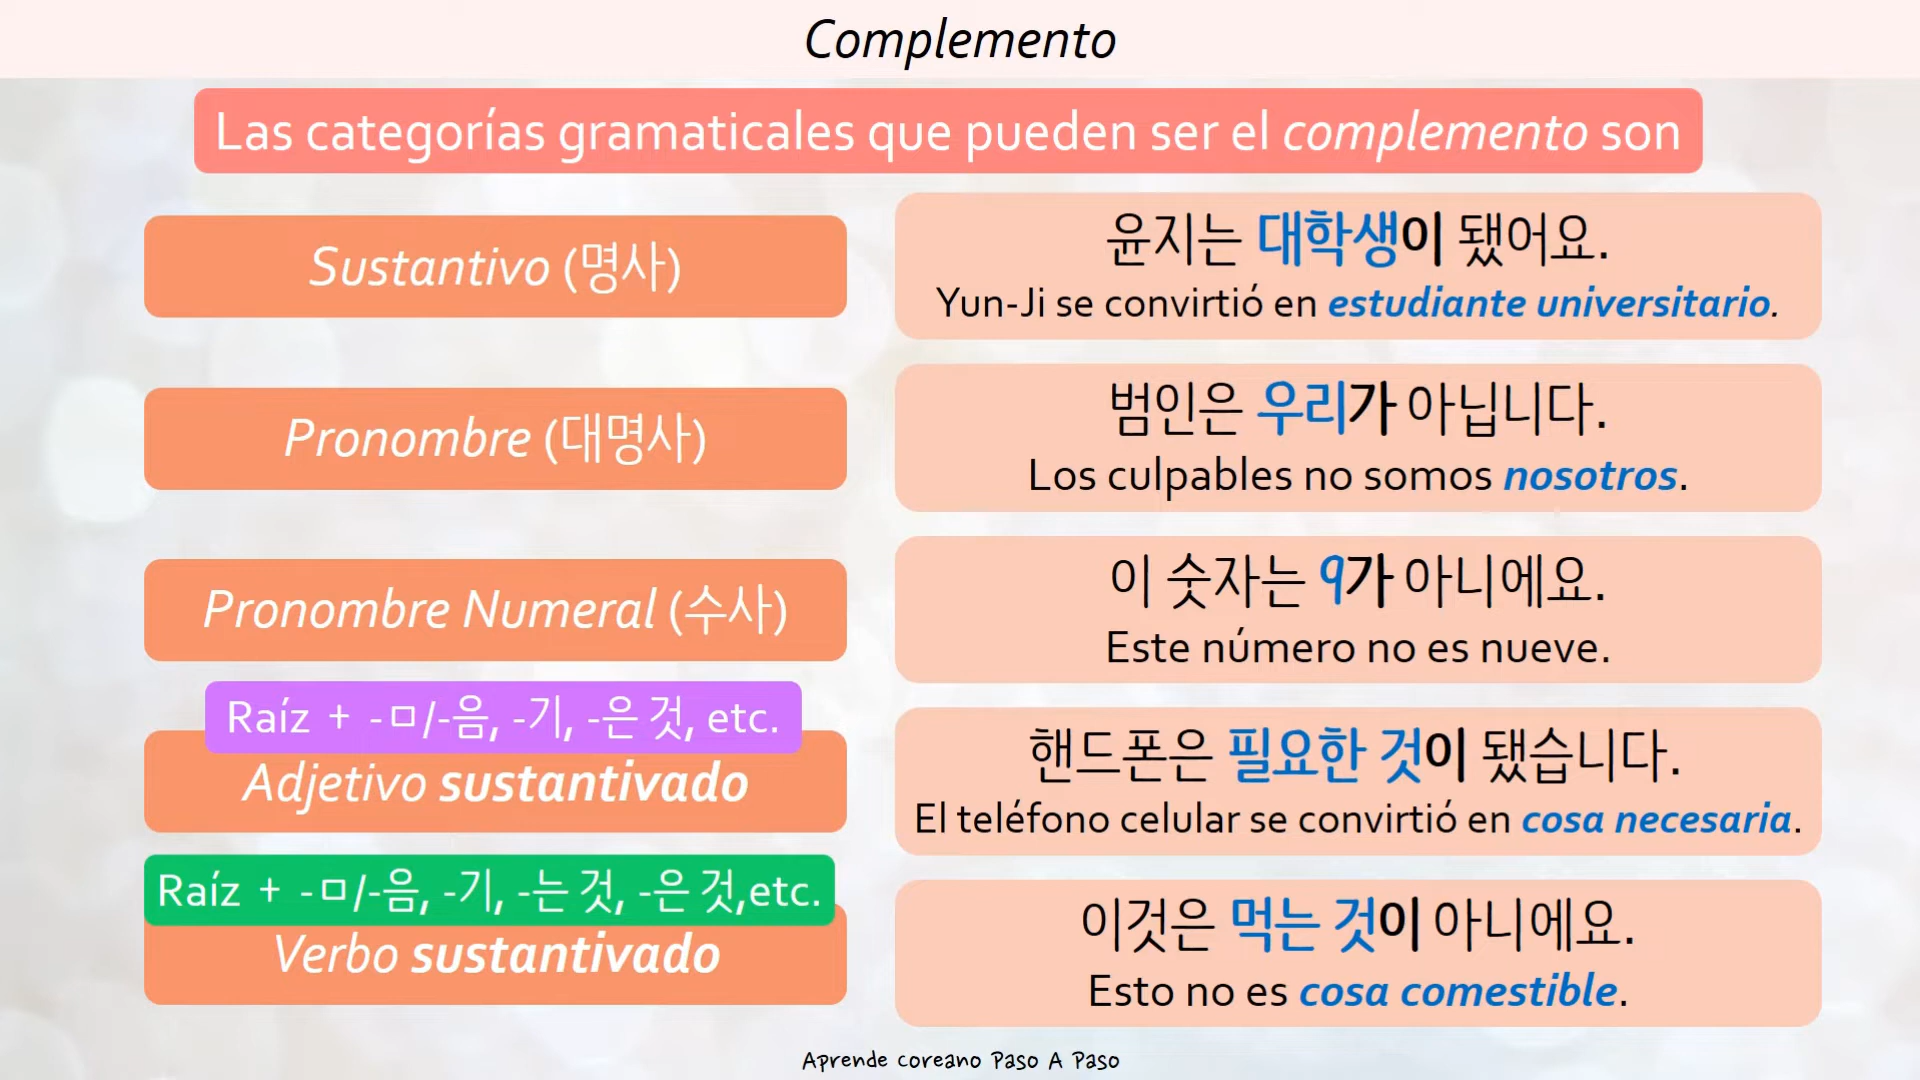 Complemento
Las categorías gramaticales que pueden ser el complemento son
Sustantivo (명사)
윤지는 대학생이 됐어요.
Yun-Ji se convirtió en estudiante universitario.
Pronombre (대명사)
범인은 우리가 아닙니다.
Los culpables no somos nosotros.
Pronombre Numeral (수사)
이 숫자는 9가 아니에요.
Este número no es nueve.
Raíz + -ㅁ/-음, -기, -은 것, etc.
Adjetivo sustantivado
핸드폰은 필요한 것이 됐습니다.
El teléfono celular se convirtió en cosa necesaria.
Raíz + -ㅁ/-음, -기, -는 것, -은 것,etc.
Verbo sustantivado
이것은 먹는 것이 아니에요.
Esto no es cosa comestible.
Aprende coreano Paso A Paso